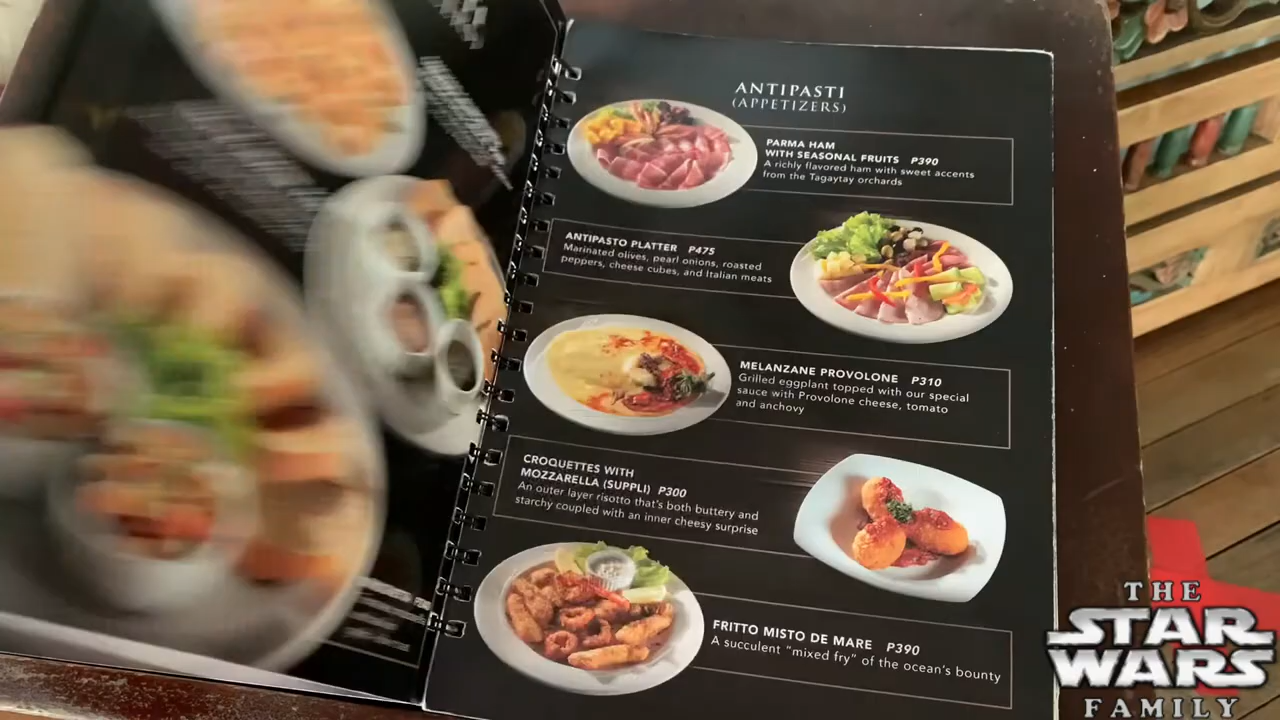 ANTIPASTI
(APPETIZERS)
PARMA HAM
WITH SEASONAL FRUITS P390
A richly flavored ham with sweet accents
from the Tagaytay orchards
ANTIPASTO PLATTER P475
Marinated olives, pearl onions, roasted
peppers, cheese cubes, and Italian meats
MELANZANE PROVOLONE P310
Grilled eggplant topped with our special
sauce with Provolone cheese, tomato
and anchovy
CROQUETTES WITH
MOZZARELLA (SUPPLI) P300
An outer layer risotto that's both buttery and
starchy coupled with an inner cheesy surprise
FRITTO MISTO DE MARE P390
A succulent "mixed fry" of the ocean's bounty
THE
STAR
WARS
FAMILY